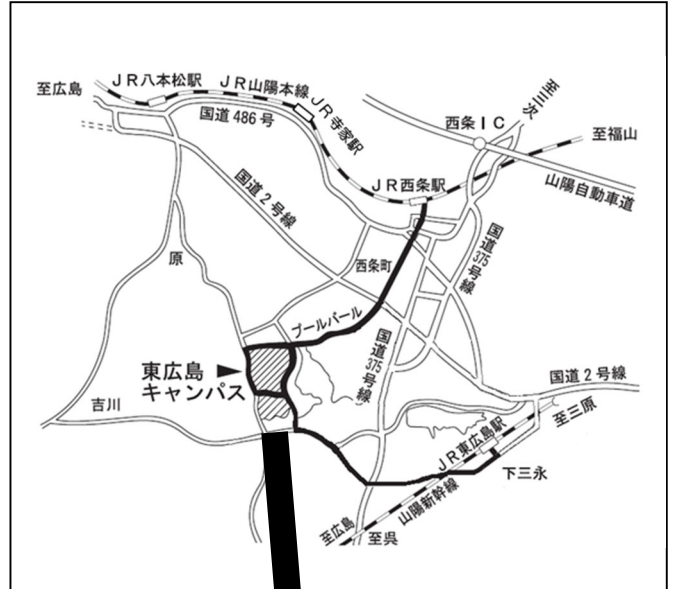 至広島
JR八本松駅
JR山陽本線
JR寺家駅
国道486号
至三次
西条IC
至福山
JR西条駅
山陽自動車道
国道2号線
国道375号線
原
西条町
ブールバール
国道375号線
東広島
キャンパス
吉川
国道2号線
至三原
JR東広島駅
下三永
山陽新幹線
至広島
至呉